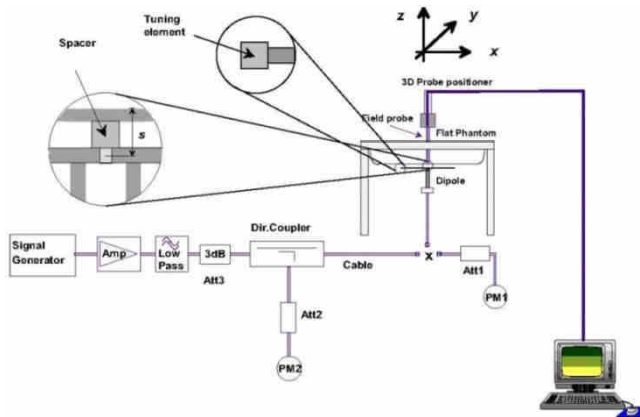 Tuning
element
Spacer
s
z
y
x
3D Probe positioner
Field probe
Flat Phantom
Dipole
Dir.Coupler
Signal
Generator
Amp
Low
Pass
3dB
Att3
Cable
x
Att1
PM1
Att2
PM2